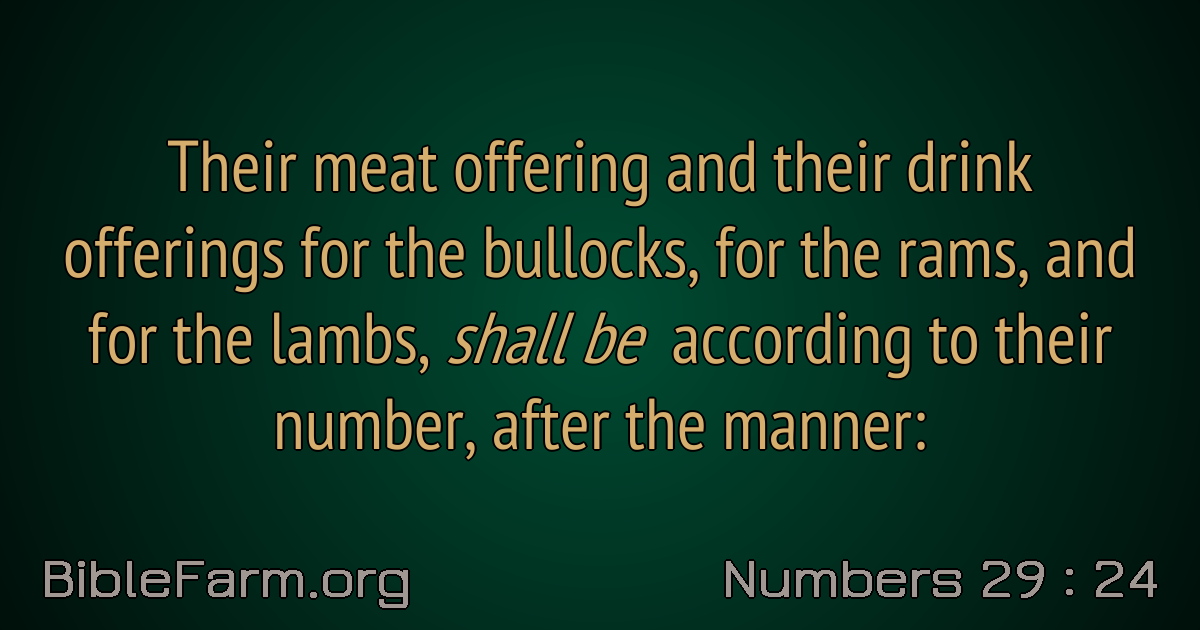 Their meat offering and their drink
offerings for the bullocks, for the rams, and
for the lambs, shall be according to their
number, after the manner:
BibleFarm.org
Numbers 29 : 24